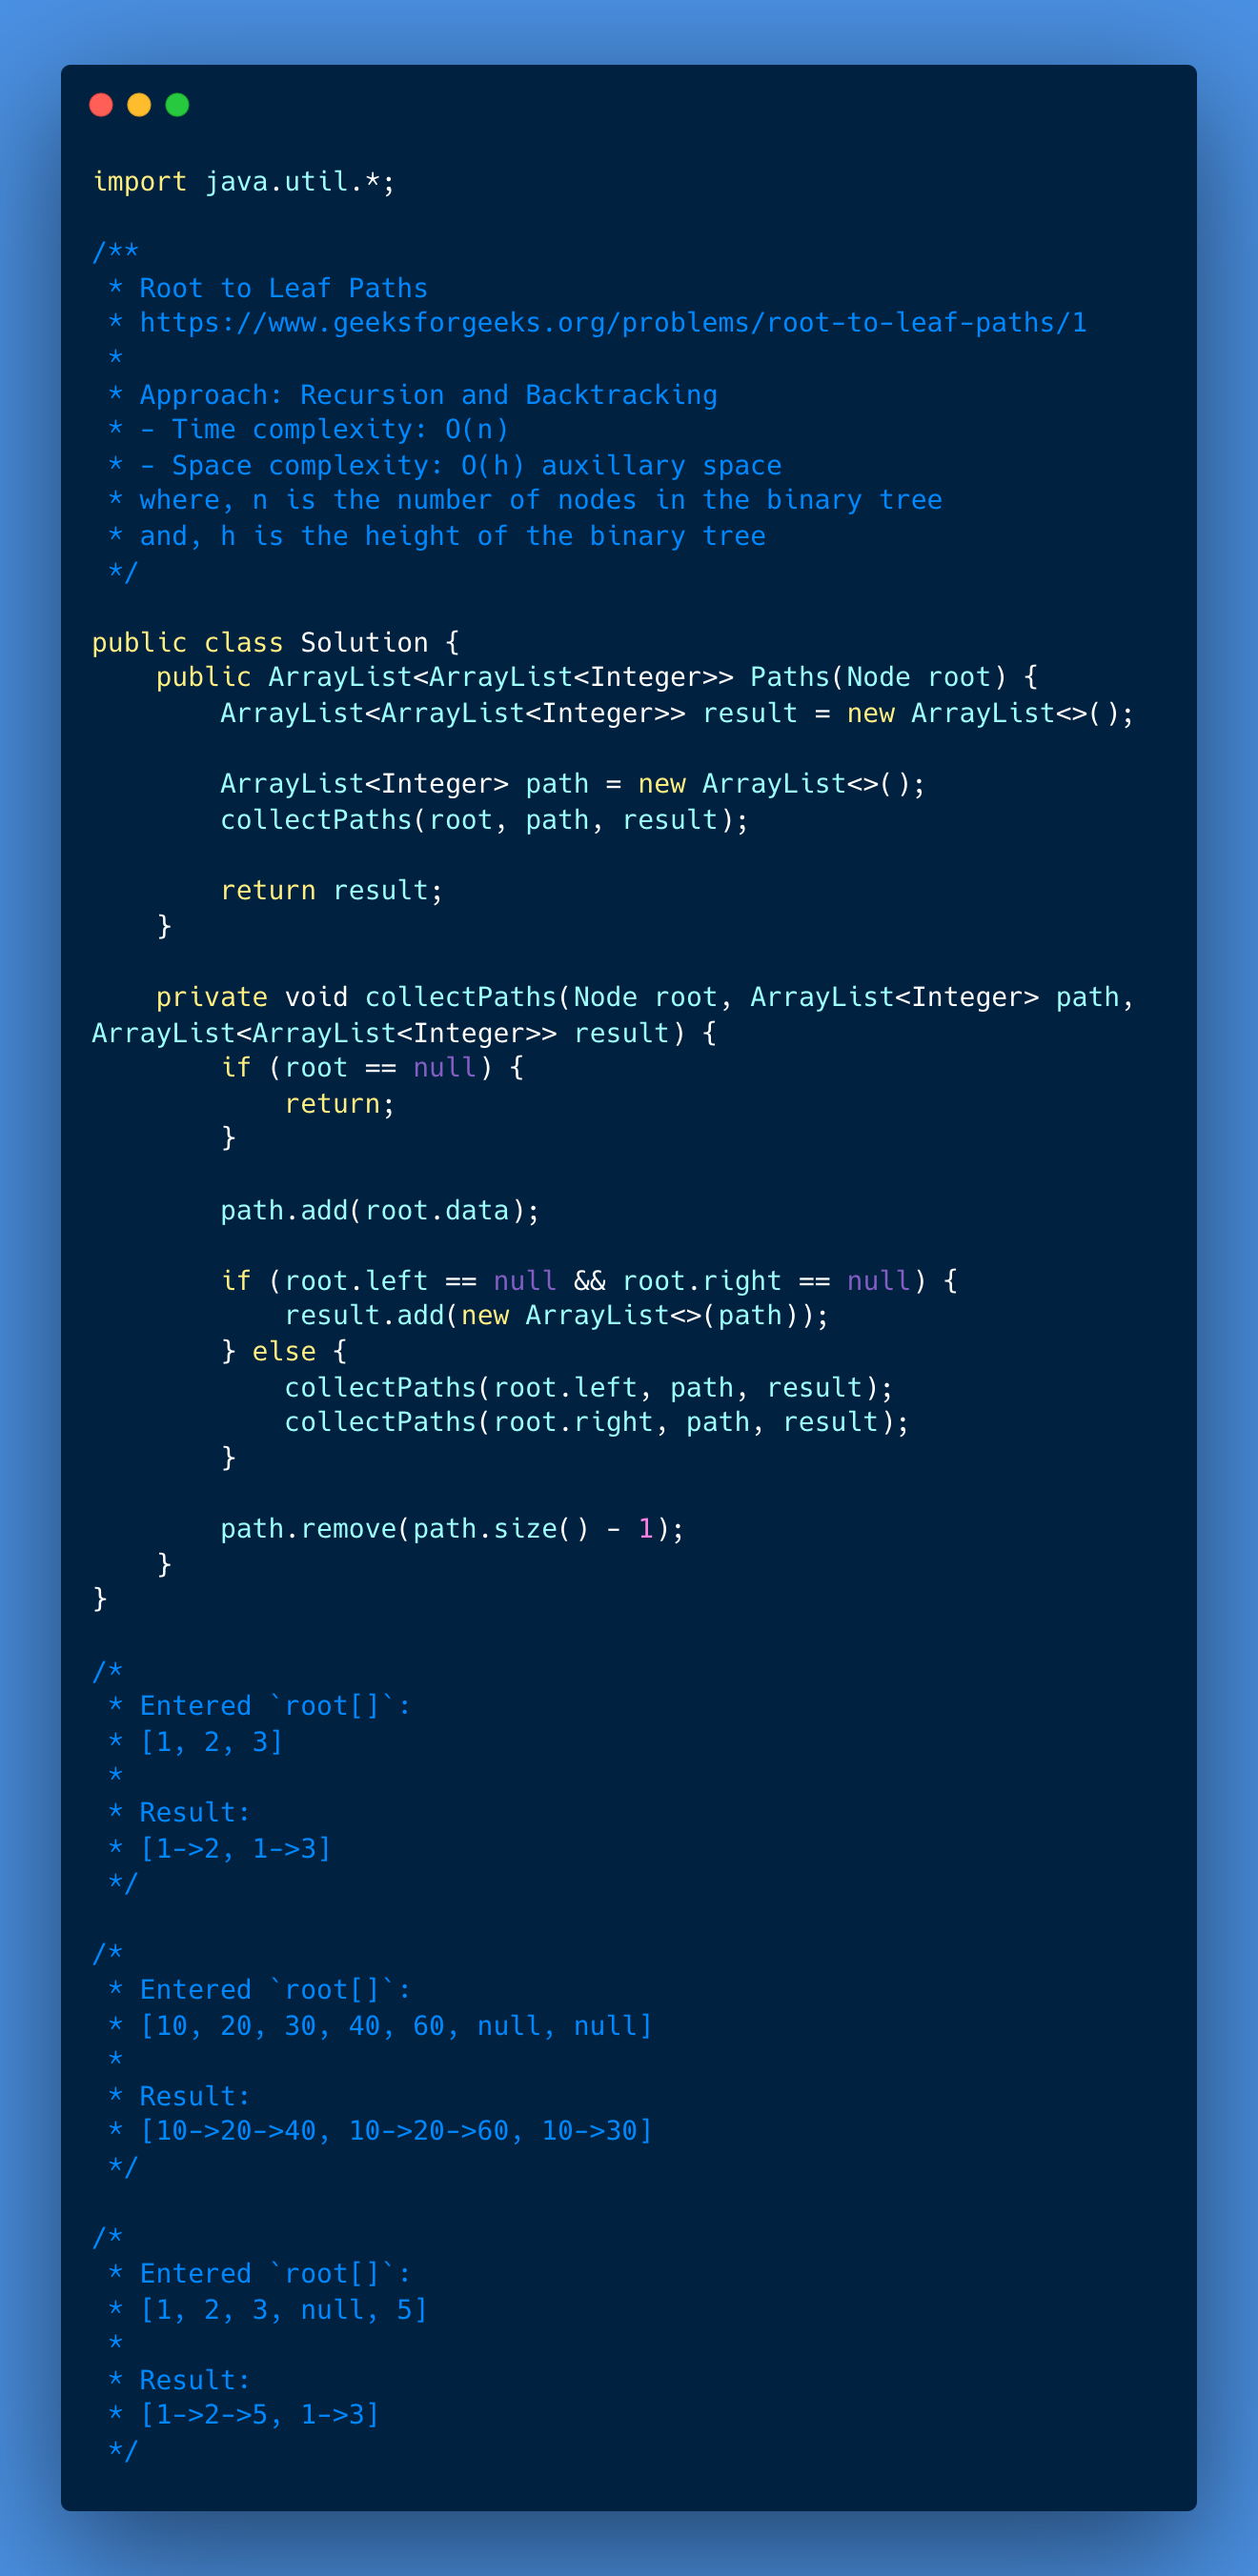 import java.util.*;

/**
 * Root to Leaf Paths
 * https://www.geeksforgeeks.org/problems/root-to-leaf-paths/1
 *
 * Approach: Recursion and Backtracking
 * - Time complexity: O(n)
 * - Space complexity: O(h) auxillary space
 * where, n is the number of nodes in the binary tree
 * and, h is the height of the binary tree
 */

public class Solution {
    public ArrayList<ArrayList<Integer>> Paths(Node root) {
        ArrayList<ArrayList<Integer>> result = new ArrayList<>();

        ArrayList<Integer> path = new ArrayList<>();
        collectPaths(root, path, result);

        return result;
    }

    private void collectPaths(Node root, ArrayList<Integer> path,
ArrayList<ArrayList<Integer>> result) {
        if (root == null) {
            return;
        }

        path.add(root.data);

        if (root.left == null && root.right == null) {
            result.add(new ArrayList<>(path));
        } else {
            collectPaths(root.left, path, result);
            collectPaths(root.right, path, result);
        }

        path.remove(path.size() - 1);
    }
}

/*
 * Entered `root[]`:
 * [1, 2, 3]
 *
 * Result:
 * [1->2, 1->3]
 */

/*
 * Entered `root[]`:
 * [10, 20, 30, 40, 60, null, null]
 *
 * Result:
 * [10->20->40, 10->20->60, 10->30]
 */

/*
 * Entered `root[]`:
 * [1, 2, 3, null, 5]
 *
 * Result:
 * [1->2->5, 1->3]
 */